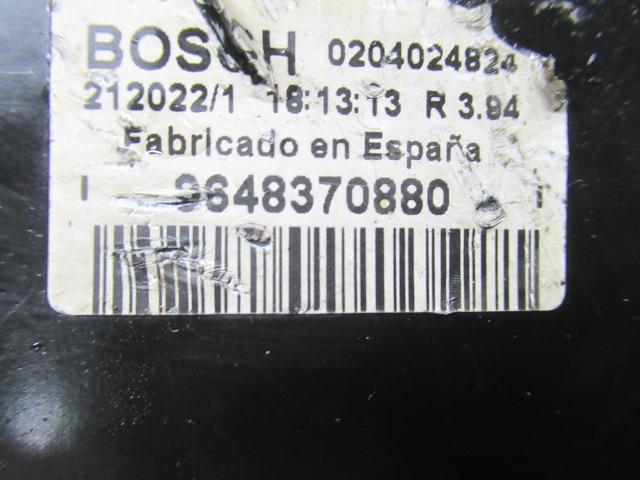 BOSCH 0204024824
212022/1 18:13:13 R 3.94
Fabricado en España
I 9648370880 I